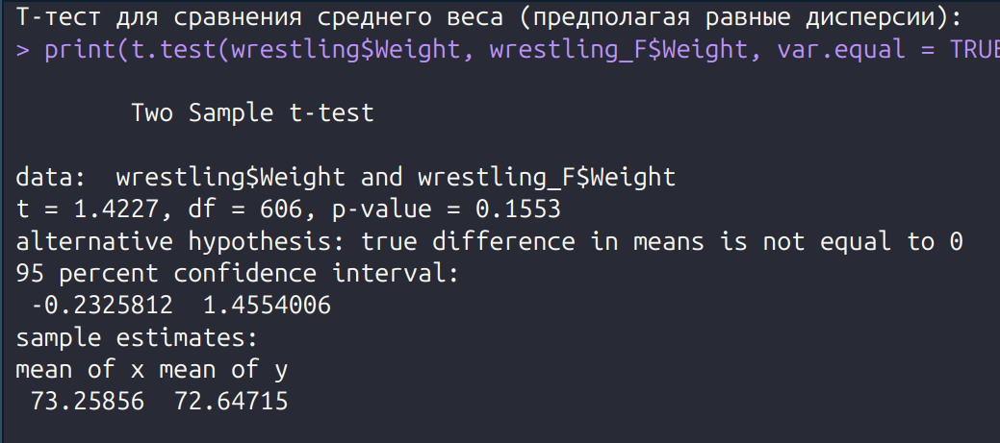 Т-тест для сравнения среднего веса (предполагая равные дисперсии):
> print(t.test(wrestling$Weight, wrestling_F$Weight, var.equal = TRUE
Two Sample t-test
data:  wrestling$Weight and wrestling_F$Weight
t = 1.4227, df = 606, p-value = 0.1553
alternative hypothesis: true difference in means is not equal to 0
95 percent confidence interval:
-0.2325812  1.4554006
sample estimates:
mean of x mean of y
73.25856  72.64715